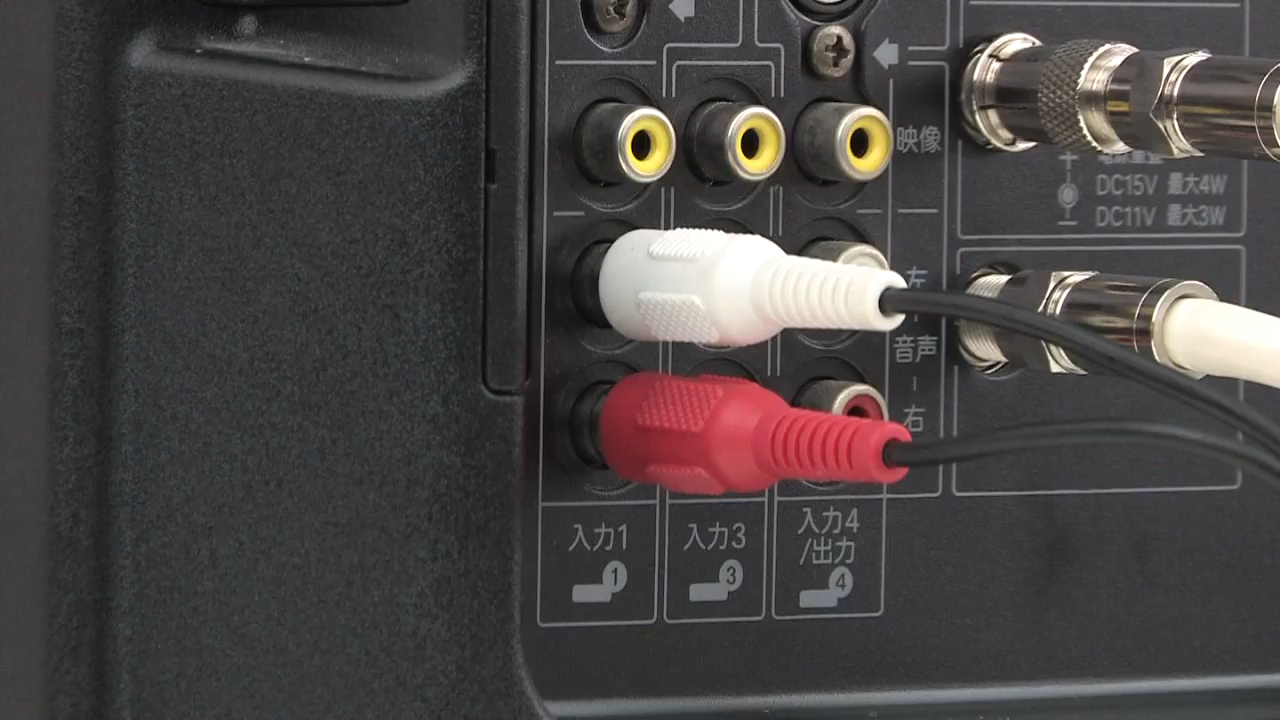 映像
DC15V 最大4W
DC11V 最大3W
左
音声
右
入力1
1
入力3
3
入力4
/出力
4